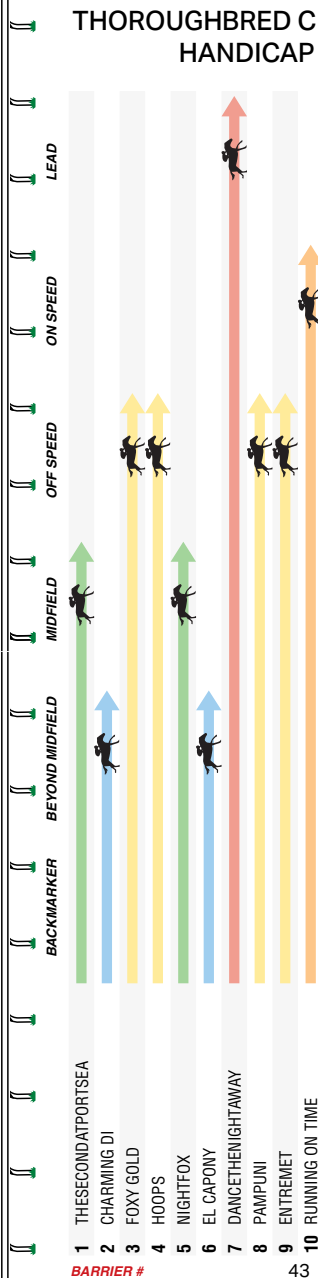 THOROUGHBRED C
HANDICAP
LEAD
ON SPEED
OFF SPEED
MIDFIELD
BEYOND MIDFIELD
BACKMARKER
1 THESECONDATPORTSEA
2 CHARMING DI
3 FOXY GOLD
4 HOOPS
5 NIGHTFOX
6 EL CAPONY
7 DANCETHENIGHTAWAY
8 PAMPUNI
9 ENTREMET
10 RUNNING ON TIME
BARRIER #
43